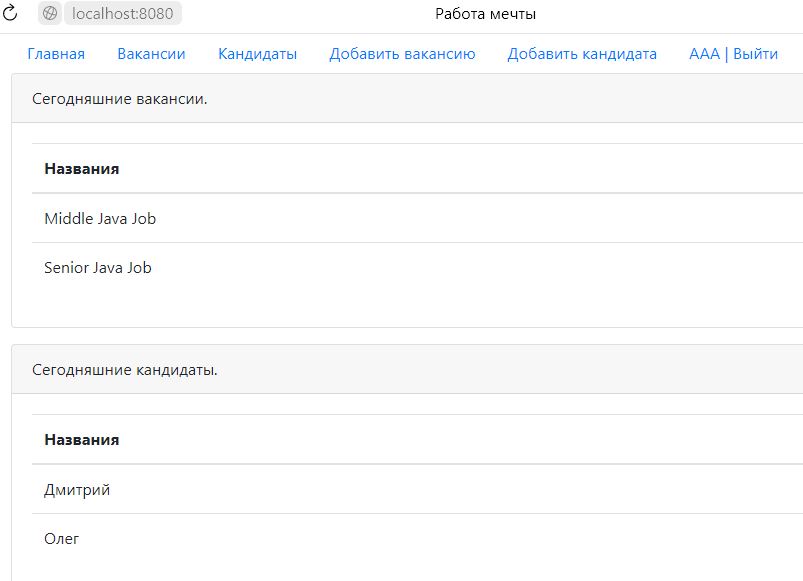 localhost:8080 Работа мечты
Главная Вакансии Кандидаты Добавить вакансию Добавить кандидата AAA | Выйти
Сегодняшние вакансии.
Названия
Middle Java Job
Senior Java Job
Сегодняшние кандидаты.
Названия
Дмитрий
Олег